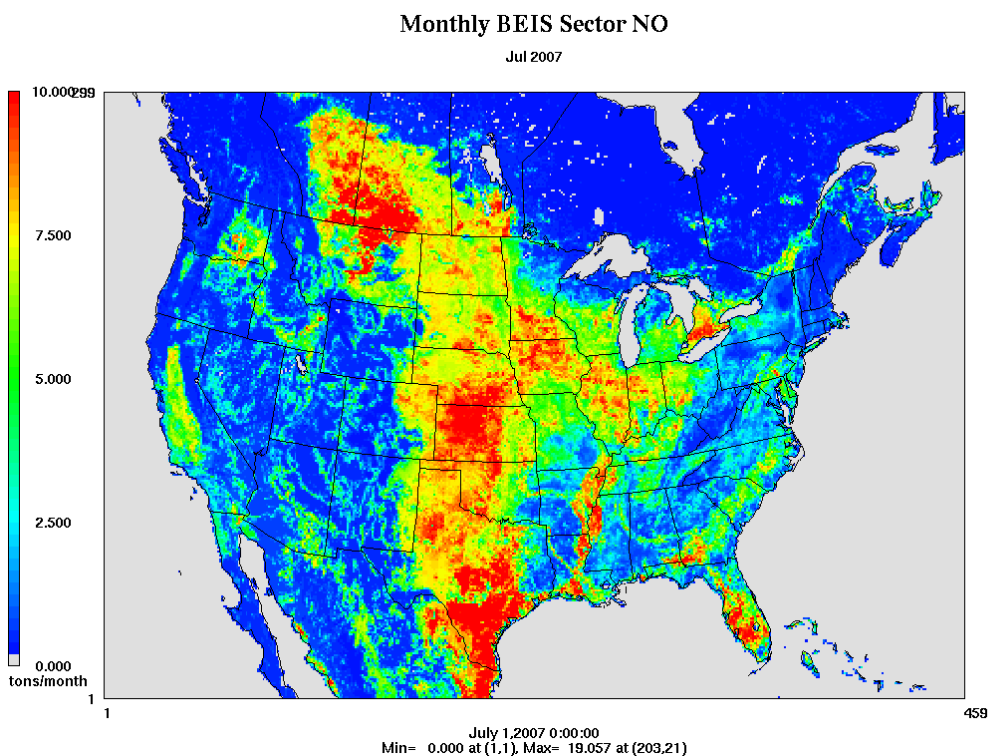 Monthly BEIS Sector NO
Jul 2007
10.000
299
7.500
5.000
2.500
0.000
tons/month
1
1
459
July 1,2007 0:00:00
Min= 0.000 at (1,1), Max= 19.057 at (203,21)